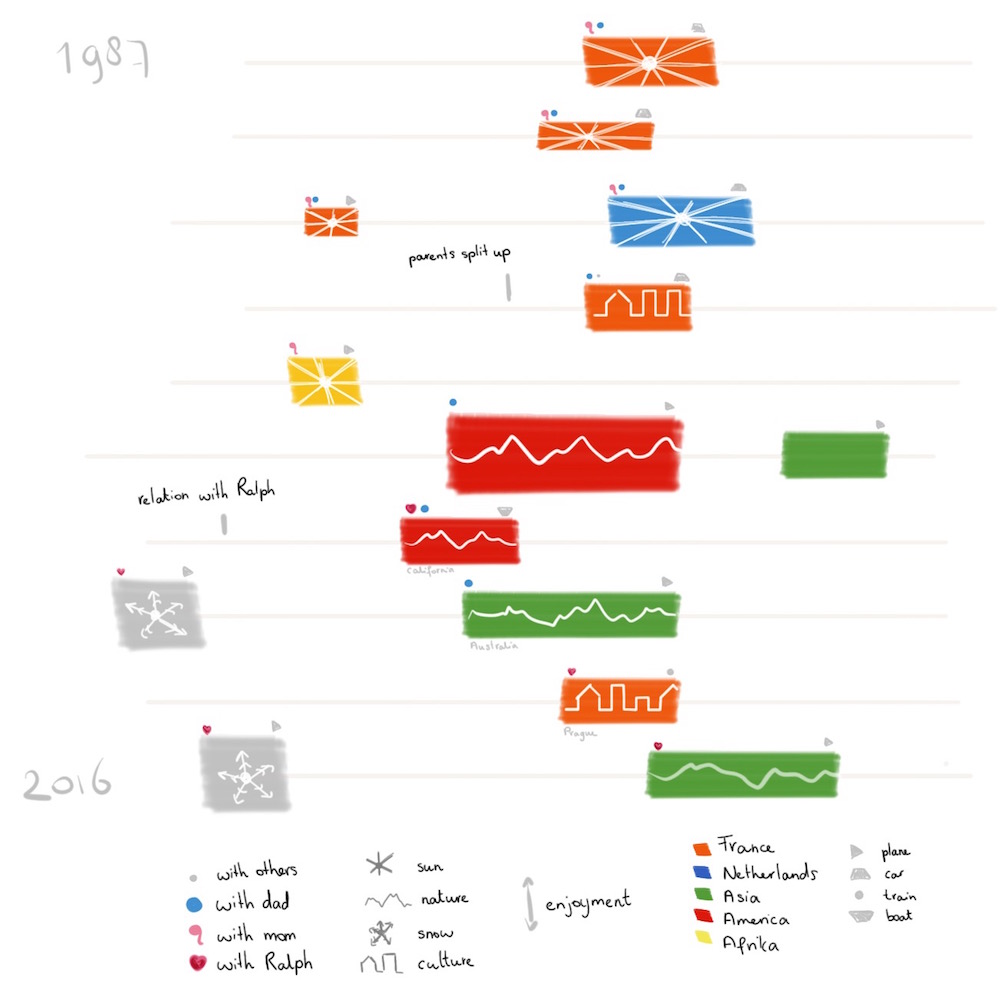 1987
parents split up
relation with Ralph
California
Australia
Prague
2016
with others
with dad
with mom
with Ralph
sun
nature
snow
culture
enjoyment
France
Netherlands
Asia
America
Afrika
plane
car
train
boat